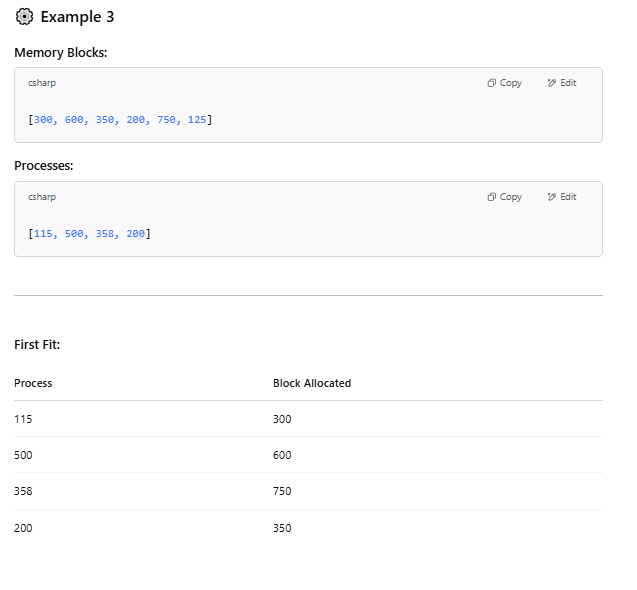 Example 3
Memory Blocks:
csharp Copy Edit
[300, 600, 350, 200, 750, 125]
Processes:
csharp Copy Edit
[115, 500, 358, 200]
First Fit:
Process Block Allocated
115 300
500 600
358 750
200 350